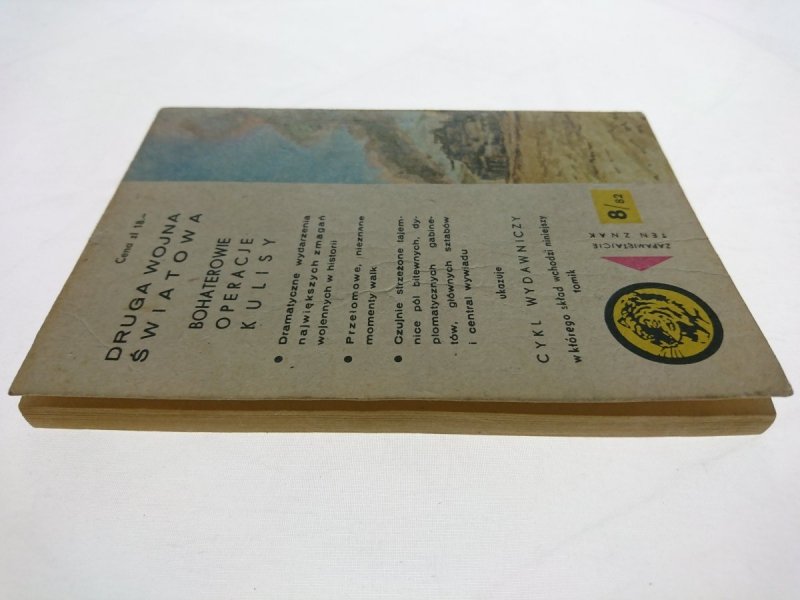 Cena zł 18.-
DRUGA WOJNA
ŚWIATOWA
BOHATEROWIE
OPERACJE
KULISY
● Dramatyczne wydarzenia
największych zmagań
wojennych w historii
● Przełomowe, nieznane
momenty walk
● Czujnie strzeżone tajem-
nice pól bitewnych, dy-
plomatycznych gabine-
tów, głównych sztabów
i central wywiadu
ukazuje
CYKL WYDAWNICZY
w którego skład wchodzi niniejszy
tomik
8/82
ZAPAMIĘTAJCIE
TEN ZNAK